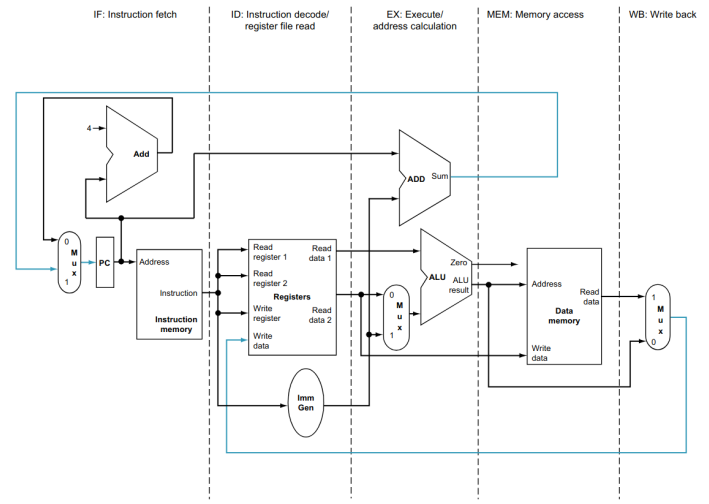 IF: Instruction fetch
ID: Instruction decode/
register file read
EX: Execute/
address calculation
MEM: Memory access
WB: Write back
4
Add
ADD
Sum
0
M
u
x
1
PC
Address
Instruction
Instruction
memory
Read
register 1
Read
data 1
Read
register 2
Registers
Write
register
Read
data 2
Write
data
Imm
Gen
0
M
u
x
1
Zero
ALU
ALU
result
Address
Read
data
Data
memory
Write
data
1
M
u
x
0